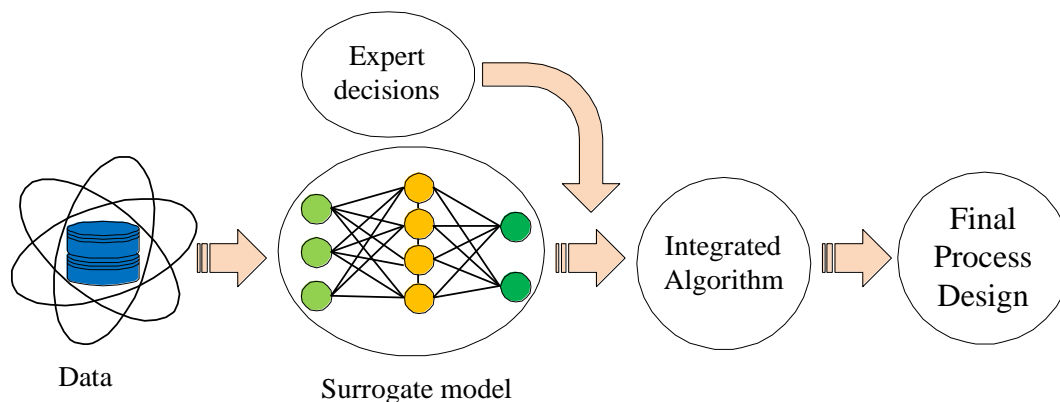 Expert
decisions
Data
Surrogate model
Integrated
Algorithm
Final
Process
Design